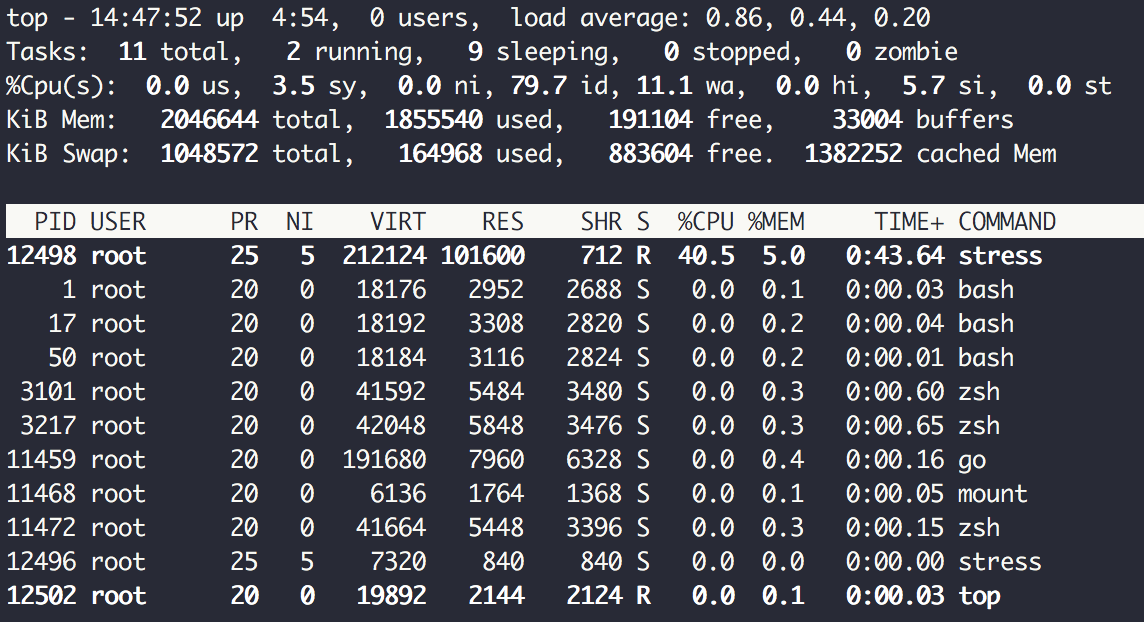 top - 14:47:52 up  4:54,  0 users,  load average: 0.86, 0.44, 0.20
Tasks:  11 total,   2 running,   9 sleeping,   0 stopped,   0 zombie
%Cpu(s):  0.0 us,  3.5 sy,  0.0 ni, 79.7 id, 11.1 wa,  0.0 hi,  5.7 si,  0.0 st
KiB Mem:   2046644 total,  1855540 used,   191104 free,    33004 buffers
KiB Swap:  1048572 total,   164968 used,   883604 free.  1382252 cached Mem
  PID USER      PR  NI    VIRT    RES    SHR S  %CPU %MEM     TIME+ COMMAND
12498 root      25   5  212124 101600    712 R  40.5  5.0   0:43.64 stress
    1 root      20   0   18176   2952   2688 S   0.0  0.1   0:00.03 bash
   17 root      20   0   18192   3308   2820 S   0.0  0.2   0:00.04 bash
   50 root      20   0   18184   3116   2824 S   0.0  0.2   0:00.01 bash
 3101 root      20   0   41592   5484   3480 S   0.0  0.3   0:00.60 zsh
 3217 root      20   0   42048   5848   3476 S   0.0  0.3   0:00.65 zsh
11459 root      20   0  191680   7960   6328 S   0.0  0.4   0:00.16 go
11468 root      20   0    6136   1764   1368 S   0.0  0.1   0:00.05 mount
11472 root      20   0   41664   5448   3396 S   0.0  0.3   0:00.15 zsh
12496 root      25   5    7320    840    840 S   0.0  0.0   0:00.00 stress
12502 root      20   0   19892   2144   2124 R   0.0  0.1   0:00.03 top